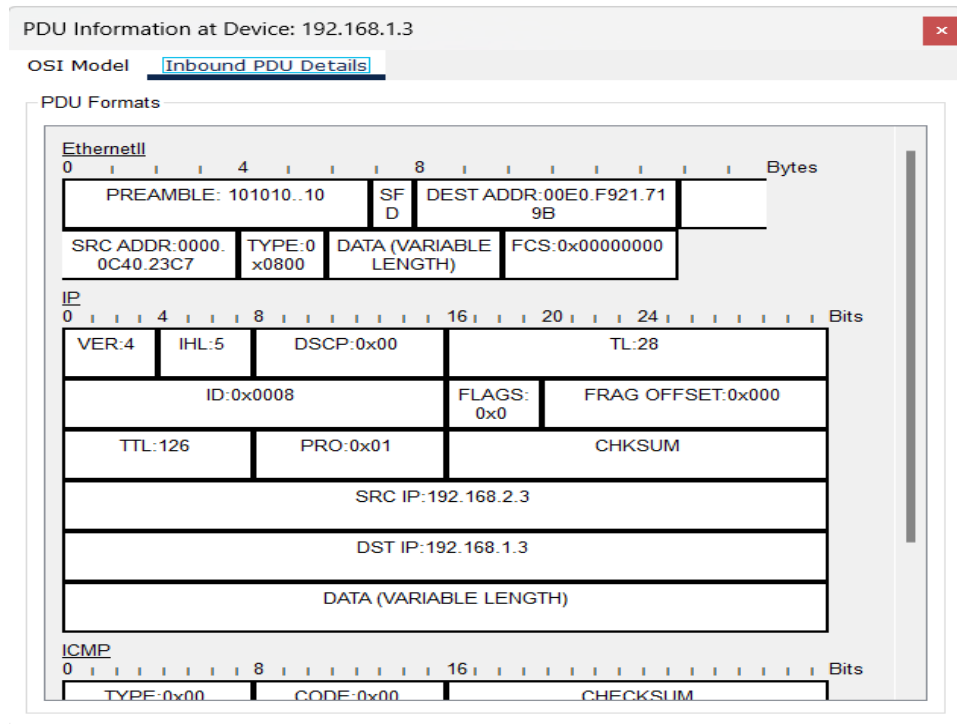 PDU Information at Device: 192.168.1.3
×
OSI Model Inbound PDU Details
PDU Formats
EthernetII
0 4 8 Bytes
PREAMBLE: 101010..10
SF
D
DEST ADDR:00E0.F921.71
9B
SRC ADDR:0000.
0C40.23C7
TYPE:0
x0800
DATA (VARIABLE
LENGTH)
FCS:0x00000000
IP
0 4 8 16 20 24 Bits
VER:4 IHL:5 DSCP:0x00 TL:28
ID:0x0008
FLAGS:
0x0
FRAG OFFSET:0x000
TTL:126 PRO:0x01 CHKSUM
SRC IP:192.168.2.3
DST IP:192.168.1.3
DATA (VARIABLE LENGTH)
ICMP
0 8 16 Bits
TYPE:0x00 CODE:0x00 CHECKSUM